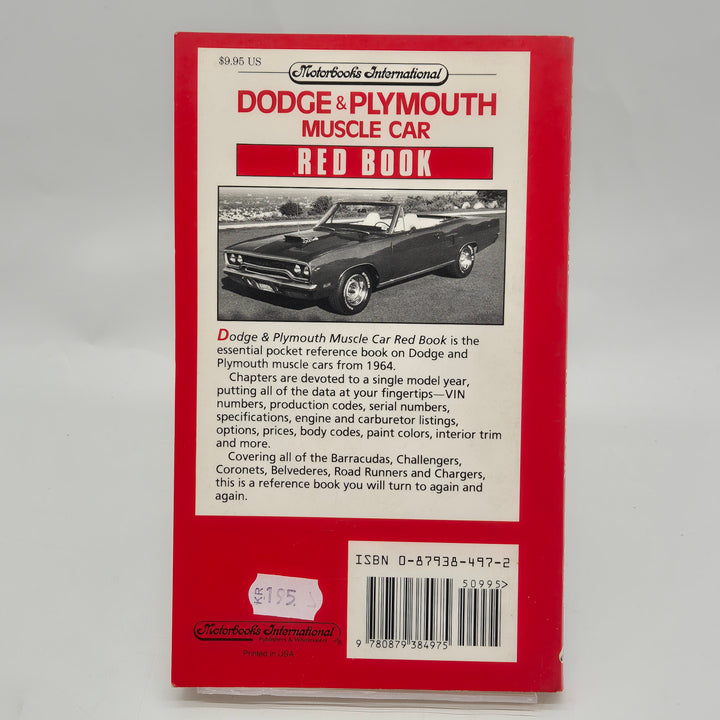 $9.95 US
Motorbooks International
DODGE & PLYMOUTH
MUSCLE CAR
RED BOOK
Dodge & Plymouth Muscle Car Red Book is the
essential pocket reference book on Dodge and
Plymouth muscle cars from 1964.
Chapters are devoted to a single model year,
putting all of the data at your fingertips—VIN
numbers, production codes, serial numbers,
specifications, engine and carburetor listings,
options, prices, body codes, paint colors, interior trim
and more.
Covering all of the Barracudas, Challengers,
Coronets, Belvederes, Road Runners and Chargers,
this is a reference book you will turn to again and
again.
ISBN 0-87938-497-2
50995>
9 780879 384975
KR 195
Motorbooks International
Publishers & Wholesalers
Printed in USA